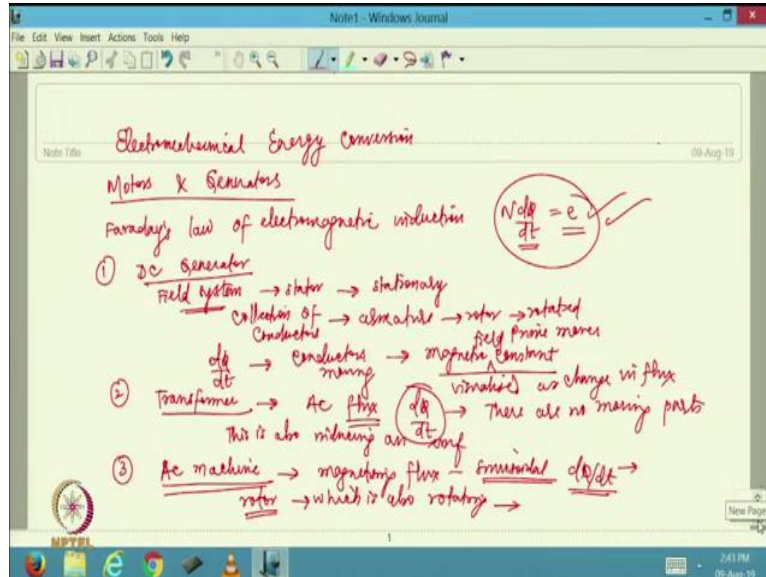 Note1 - Windows Journal
File Edit View Insert Actions Tools Help
Note Title
09-Aug-19
Electromechanical Energy Conversion
Motors & Generators
Faraday's law of electromagnetic induction N dφ/dt = e
① DC Generator
Field system → stator → stationary
Collection of Conductors → armature → rotor → rotated
Prime mover
dφ/dt → conductors moving → magnetic field constant
visualised as change in flux
② Transformer → AC flux dφ/dt → There are no moving parts
This is also inducing an emf
③ AC machine → magnetising flux – sinusoidal dφ/dt →
rotor → which is also rotating →
1
New Page
NPTEL
2:43 PM
09-Aug-19